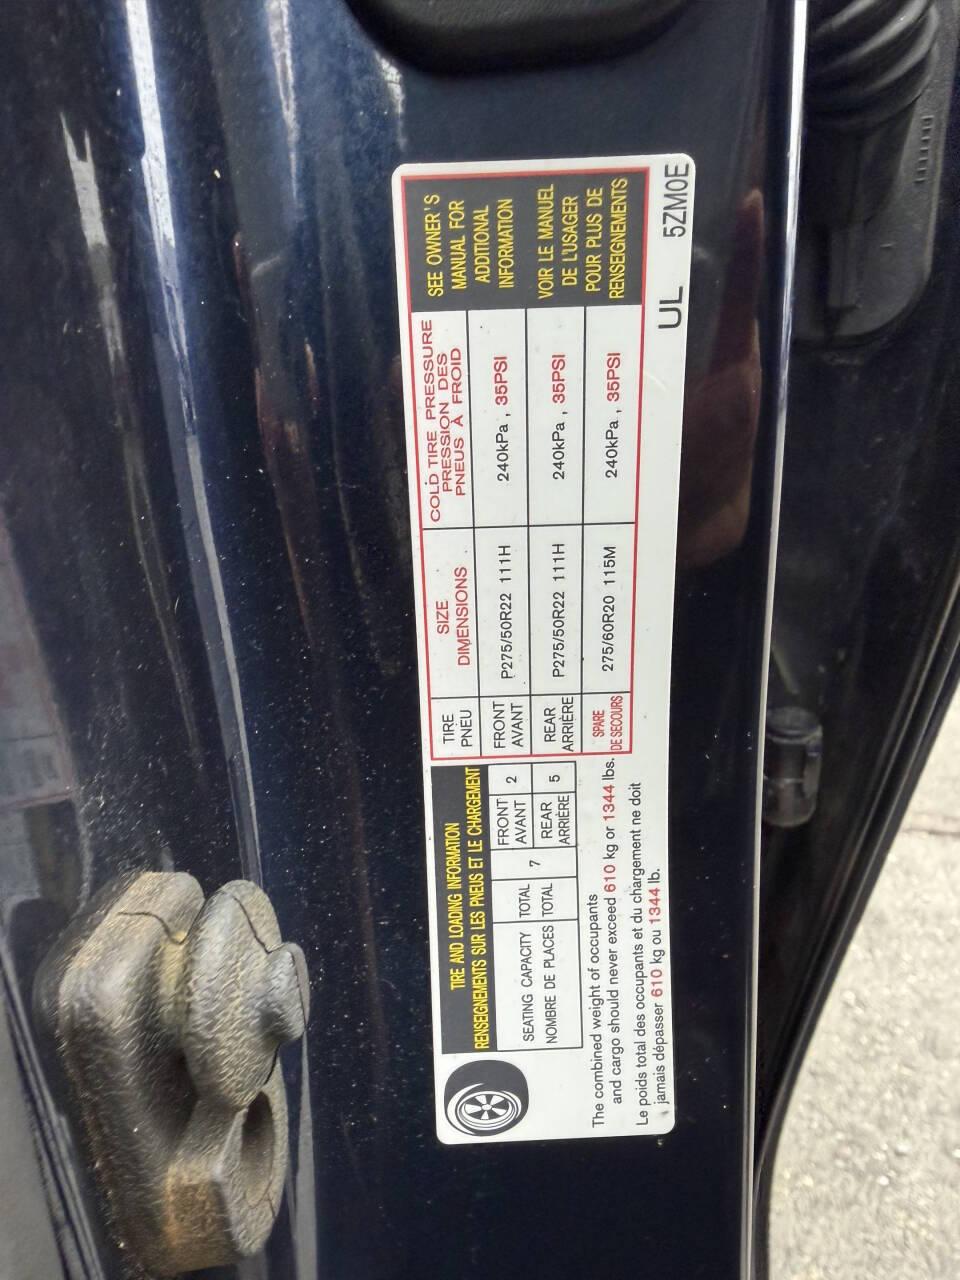 TIRE AND LOADING INFORMATION
RENSEIGNEMENTS SUR LES PNEUS ET LE CHARGEMENT
SEATING CAPACITY TOTAL 7 FRONT AVANT 2
NOMBRE DE PLACES TOTAL REAR ARRIÈRE 5
The combined weight of occupants
and cargo should never exceed 610 kg or 1344 lbs.
Le poids total des occupants et du chargement ne doit
jamais dépasser 610 kg ou 1344 lb.
TIRE
PNEU
SIZE
DIMENSIONS
COLD TIRE PRESSURE
PRESSION DES
PNEUS À FROID
FRONT
AVANT
P275/50R22 111H
240kPa , 35PSI
REAR
ARRIÈRE
P275/50R22 111H
240kPa , 35PSI
SPARE
DE SECOURS
275/60R20 115M
240kPa , 35PSI
SEE OWNER'S
MANUAL FOR
ADDITIONAL
INFORMATION
VOIR LE MANUEL
DE L'USAGER
POUR PLUS DE
RENSEIGNEMENTS
UL 5ZM0E